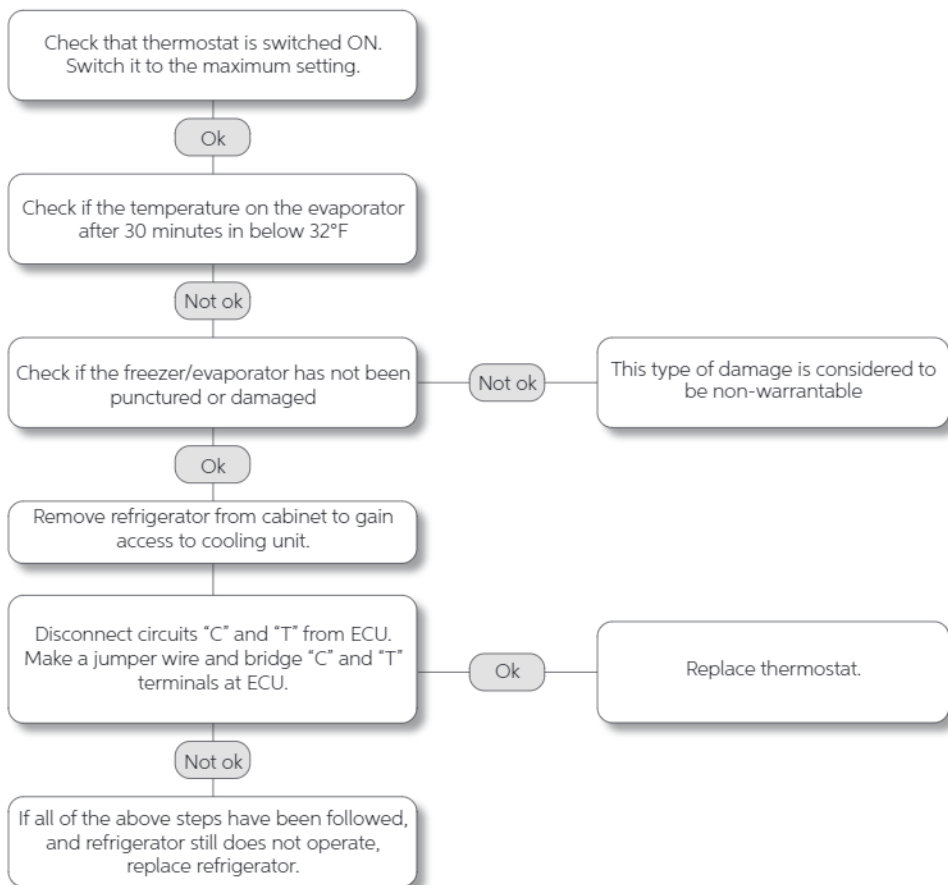 Check that thermostat is switched ON.
Switch it to the maximum setting.
Ok
Check if the temperature on the evaporator
after 30 minutes in below 32°F
Not ok
Check if the freezer/evaporator has not been
punctured or damaged
Not ok
This type of damage is considered to
be non-warrantable
Ok
Remove refrigerator from cabinet to gain
access to cooling unit.
Disconnect circuits “C” and “T” from ECU.
Make a jumper wire and bridge “C” and “T”
terminals at ECU.
Ok
Replace thermostat.
Not ok
If all of the above steps have been followed,
and refrigerator still does not operate,
replace refrigerator.